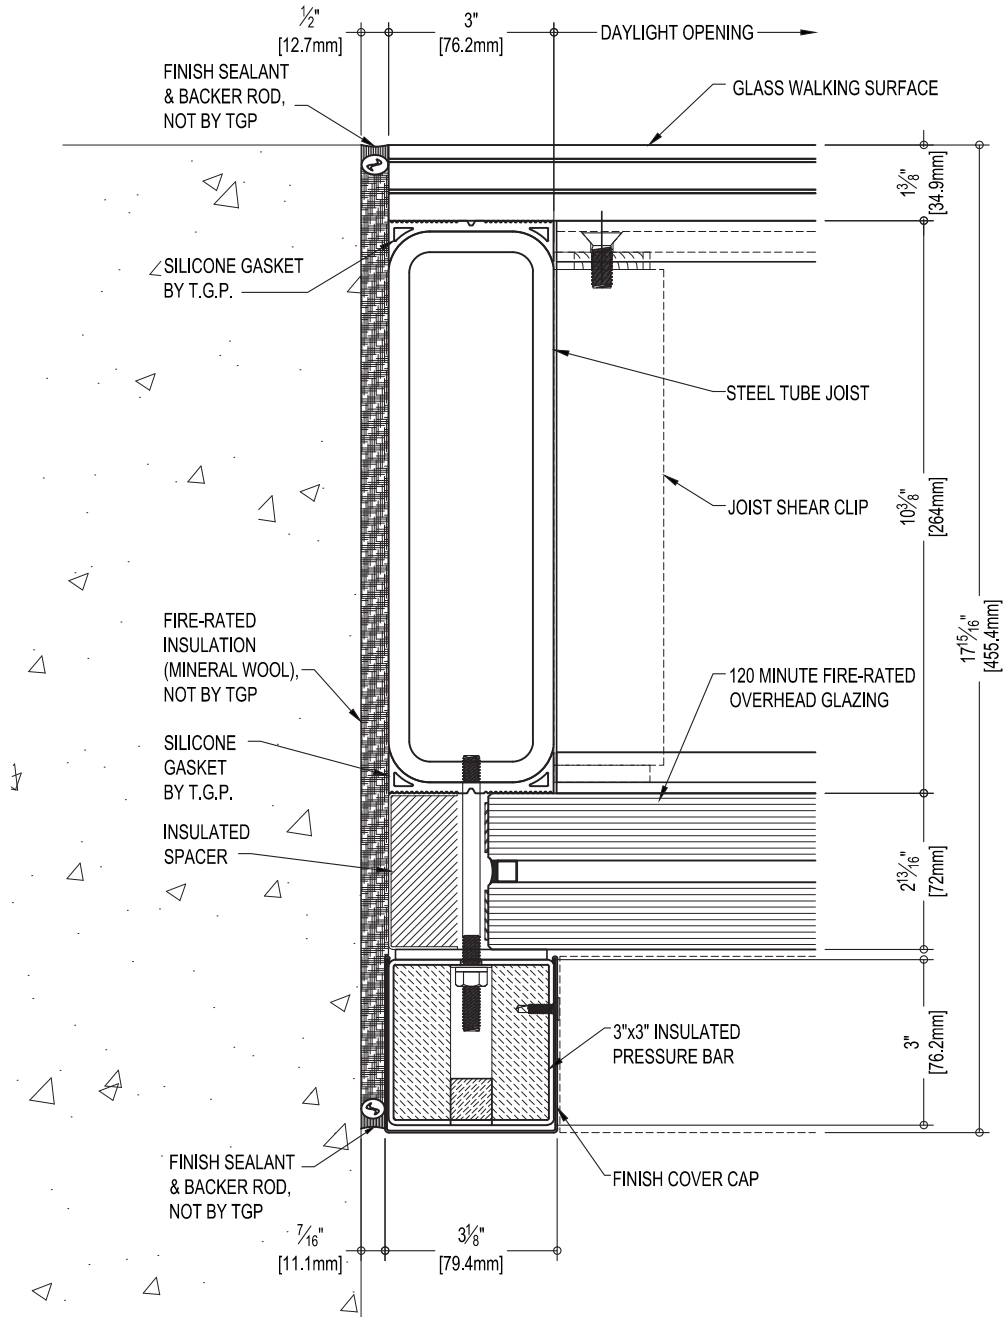 ½"
[12.7mm]
3"
[76.2mm]
DAYLIGHT OPENING
FINISH SEALANT
& BACKER ROD,
NOT BY TGP
GLASS WALKING SURFACE
1⅜"
[34.9mm]
SILICONE GASKET
BY T.G.P.
STEEL TUBE JOIST
JOIST SHEAR CLIP
10⅜"
[264mm]
17¹⁵⁄₁₆"
[455.4mm]
FIRE-RATED
INSULATION
(MINERAL WOOL),
NOT BY TGP
120 MINUTE FIRE-RATED
OVERHEAD GLAZING
SILICONE
GASKET
BY T.G.P.
INSULATED
SPACER
2¹³⁄₁₆"
[72mm]
3"x3" INSULATED
PRESSURE BAR
3"
[76.2mm]
FINISH SEALANT
& BACKER ROD,
NOT BY TGP
FINISH COVER CAP
⁷⁄₁₆"
[11.1mm]
3⅛"
[79.4mm]